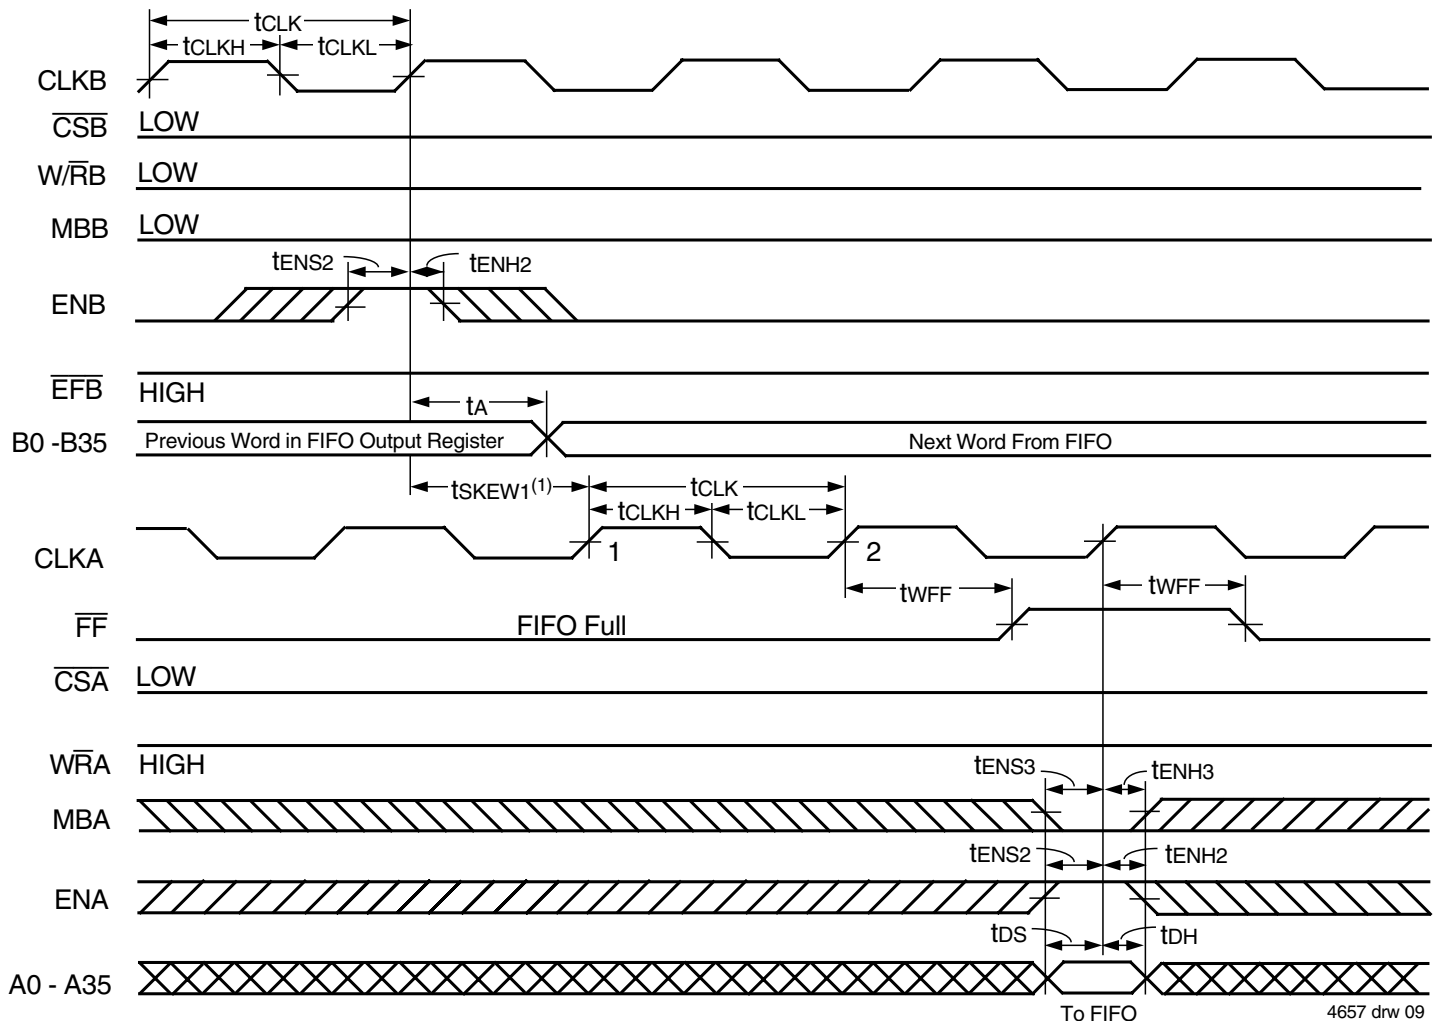 tCLK
tCLKH tCLKL
CLKB
CSB LOW
W/RB LOW
MBB LOW
tENS2 tENH2
ENB
EFB HIGH
tA
B0 -B35 Previous Word in FIFO Output Register Next Word From FIFO
tSKEW1(1) tCLK
tCLKH tCLKL
CLKA 1 2
tWFF tWFF
FF FIFO Full
CSA LOW
WRA HIGH
tENS3 tENH3
MBA
tENS2 tENH2
ENA
tDS tDH
A0 - A35
To FIFO 4657 drw 09